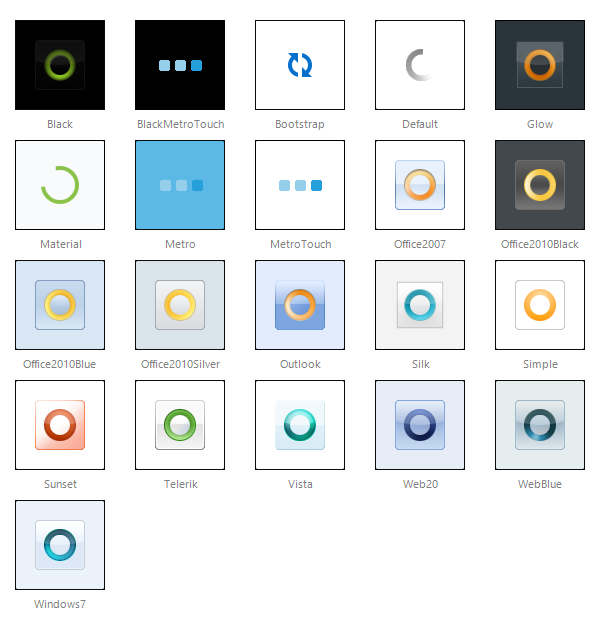 Black
BlackMetroTouch
Bootstrap
Default
Glow
Material
Metro
MetroTouch
Office2007
Office2010Black
Office2010Blue
Office2010Silver
Outlook
Silk
Simple
Sunset
Telerik
Vista
Web20
WebBlue
Windows7